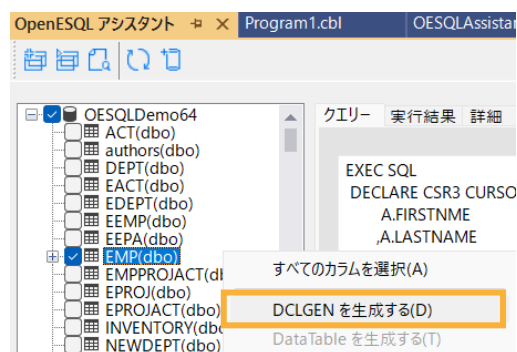 OpenESQL アシスタント
Program1.cbl
OESQLAssistan
OESQLDemo64
ACT(dbo)
authors(dbo)
DEPT(dbo)
EACT(dbo)
EDEPT(dbo)
EEMP(dbo)
EEPA(dbo)
EMP(dbo)
EMPPROJACT(dl
EPROJ(dbo)
EPROJACT(dbo)
INVENTORY(dbo
NEWDEPT(dbo)
クエリー 実行結果 詳細
EXEC SQL
DECLARE CSR3 CURSO
A.FIRSTNME
,A.LASTNAME
すべてのカラムを選択(A)
DCLGEN を生成する(D)
DataTable を生成する(T)